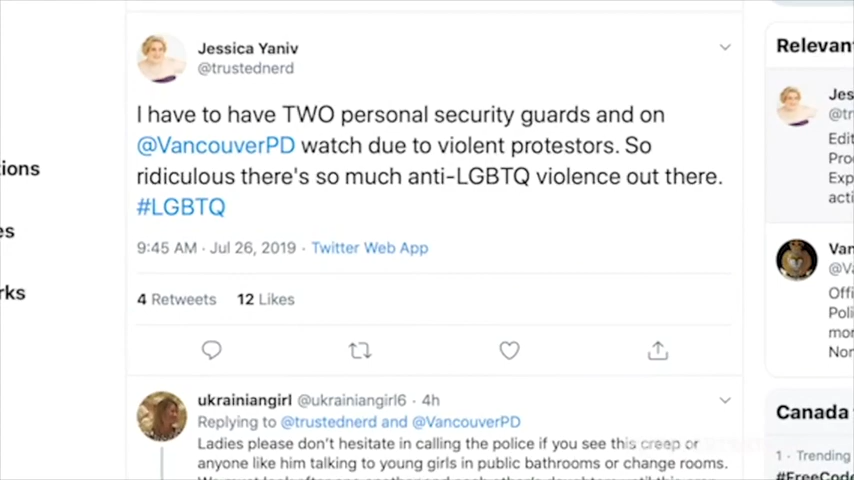 Jessica Yaniv
@trustednerd
I have to have TWO personal security guards and on
@VancouverPD watch due to violent protestors. So
ridiculous there's so much anti-LGBTQ violence out there.
#LGBTQ
9:45 AM · Jul 26, 2019 · Twitter Web App
4 Retweets 12 Likes
ukrainiangirl @ukrainiangirl6 · 4h
Replying to @trustednerd and @VancouverPD
Ladies please don't hesitate in calling the police if you see this creep or
anyone like him talking to young girls in public bathrooms or change rooms.
ions
es
rks
Relevan
Jes
@tr
Edit
Pro
Exp
acti
Van
@Va
Offi
Poli
mor
Non
Canada
1 · Trending
#FreeCode